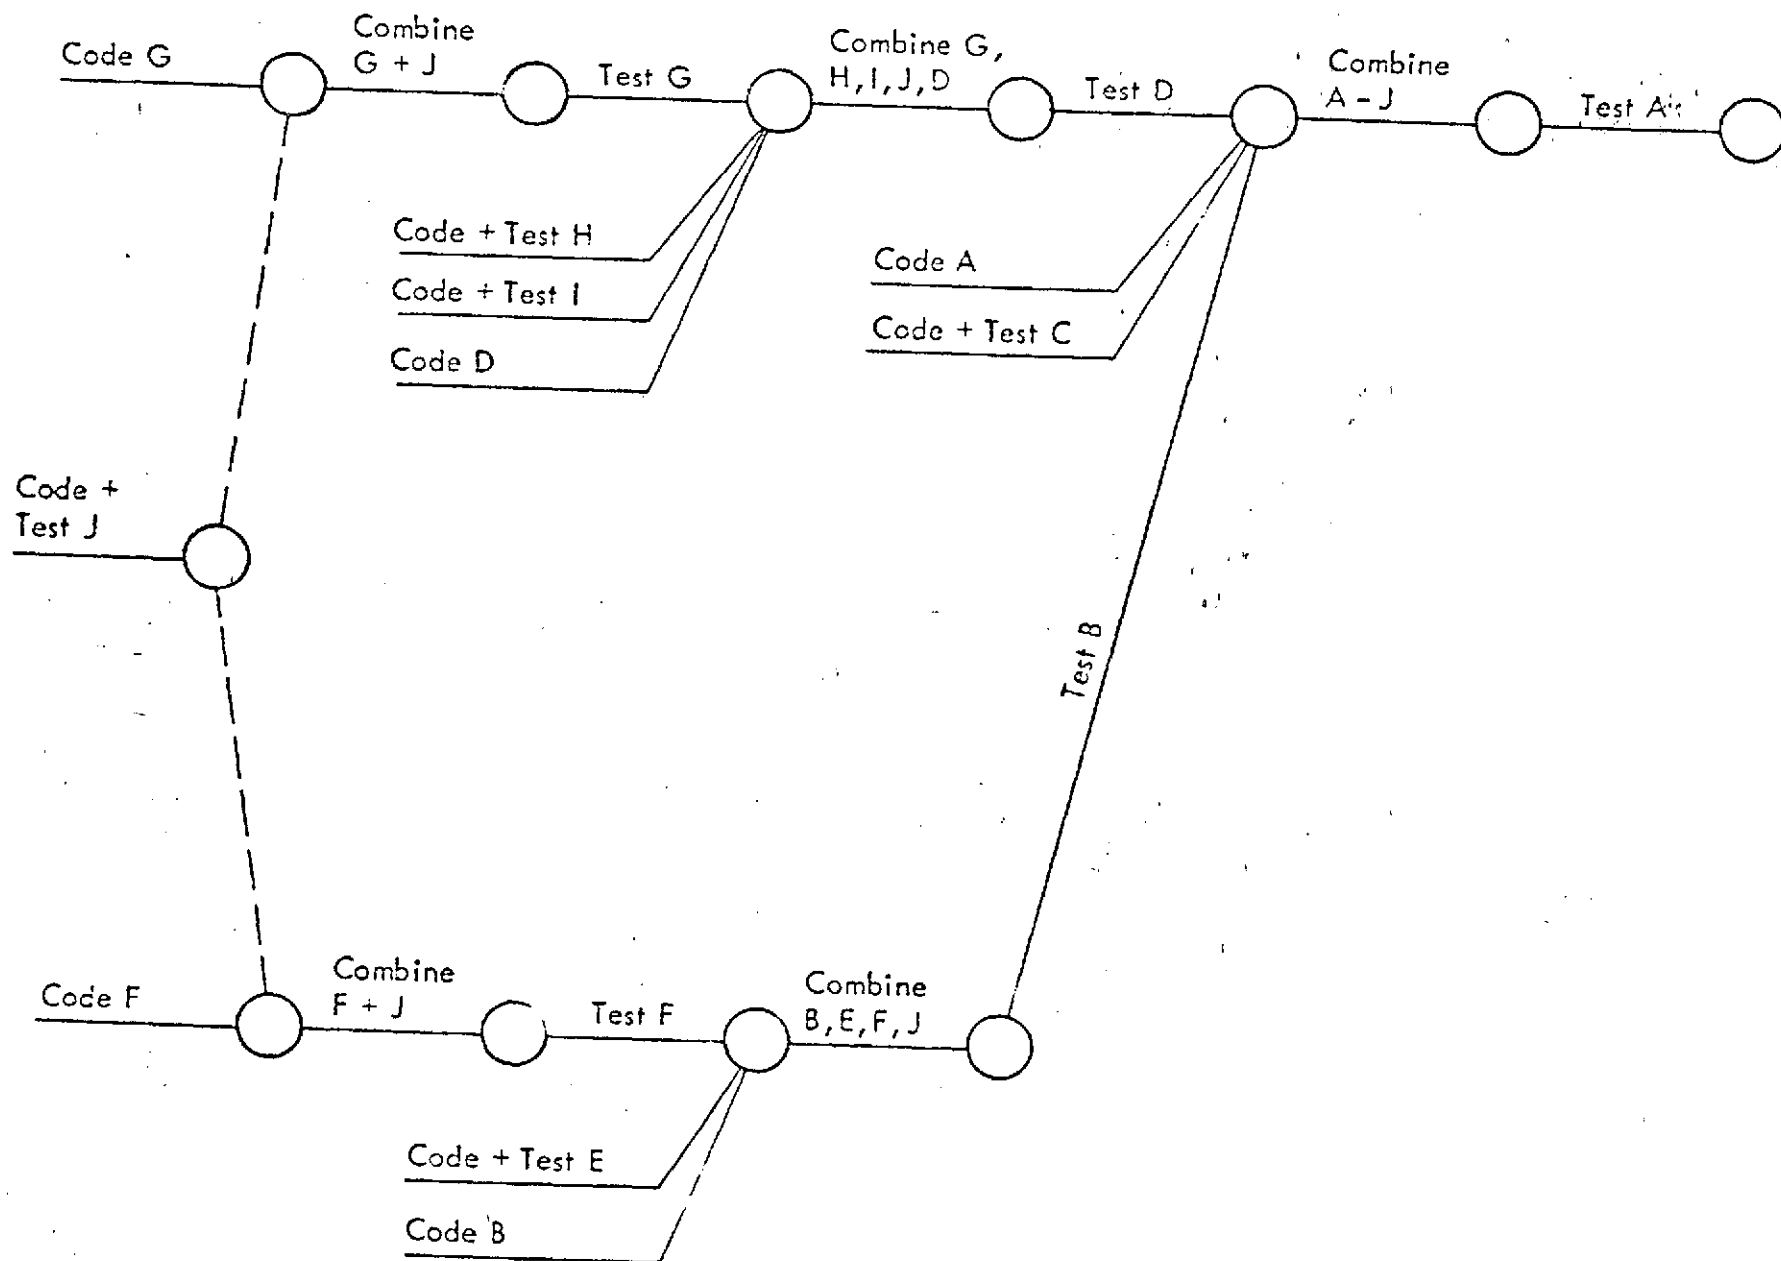 Code G
Combine
G + J
Test G
Combine G,
H, I, J, D
Test D
Combine
A - J
Test A
Code + Test H
Code + Test I
Code D
Code A
Code + Test C
Code +
Test J
Test B
Code F
Combine
F + J
Test F
Combine
B, E, F, J
Code + Test E
Code B